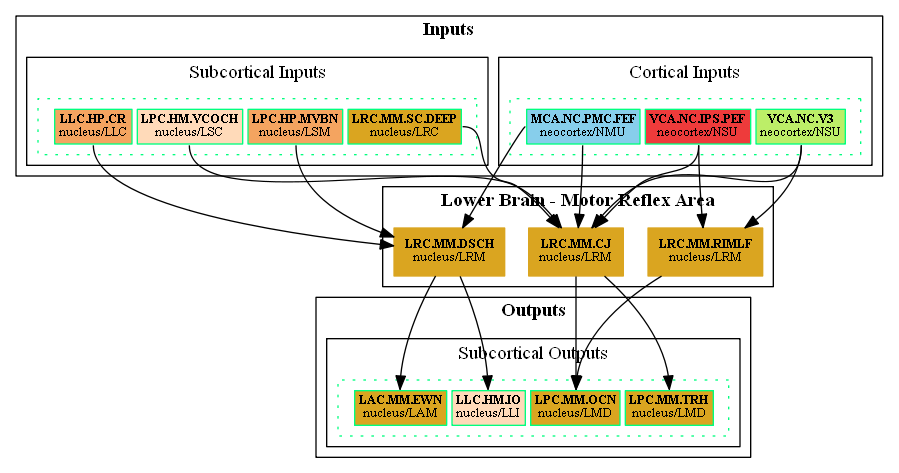 Inputs
Subcortical Inputs
Cortical Inputs
LLC.HP.CR
nucleus/LLC
LPC.HM.VCOCH
nucleus/LSC
LPC.HP.MVBN
nucleus/LSM
LRC.MM.SC.DEEP
nucleus/LRC
MCA.NC.PMC.FEF
neocortex/NMU
VCA.NC.IPS.PEF
neocortex/NSU
VCA.NC.V3
neocortex/NSU
Lower Brain - Motor Reflex Area
LRC.MM.DSCH
nucleus/LRM
LRC.MM.CJ
nucleus/LRM
LRC.MM.RIMLF
nucleus/LRM
Outputs
Subcortical Outputs
LAC.MM.EWN
nucleus/LAM
LLC.HM.IO
nucleus/LLI
LPC.MM.OCN
nucleus/LMD
LPC.MM.TRH
nucleus/LMD